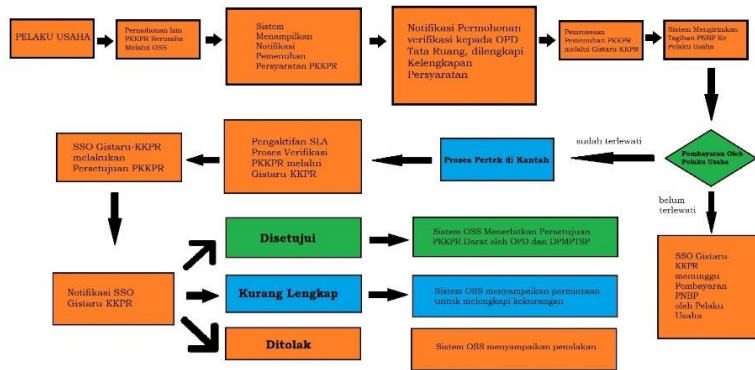 PELAKU USAHA
Permohonan Izin
PKKPR Berusaha
Melalui OSS
Sistem
Menampilkan
Notifikasi
Pemenuhan
Persyaratan PKKPR
Notifikasi Permohonan
verifikasi kepada OPD
Tata Ruang, dilengkapi
Kelengkapan
Persyaratan
Pemrosesan
Pemenuhan PKKPR
melalui Gistaru KKPR
Sistem Mengirimkan
Tagihan PNBP Ke
Pelaku Usaha
Pembayaran Oleh
Pelaku Usaha
sudah terlewati
belum
terlewati
Proses Pertek di Kantah
Pengaktifan SLA
Proses Verifikasi
PKKPR melalui
Gistaru KKPR
SSO Gistaru-KKPR
melakukan
Persetujuan PKKPR
SSO Gistaru-
KKPR
menunggu
Pembayaran
PNBP
oleh Pelaku
Usaha
Notifikasi SSO
Gistaru KKPR
Disetujui
Sistem OSS Menerbitkan Persetujuan
PKKPR Darat oleh OPD dan DPMPTSP
Kurang Lengkap
Sistem OSS menyampaikan permintaan
untuk melengkapi kekurangan
Ditolak
Sistem OSS menyampaikan penolakan